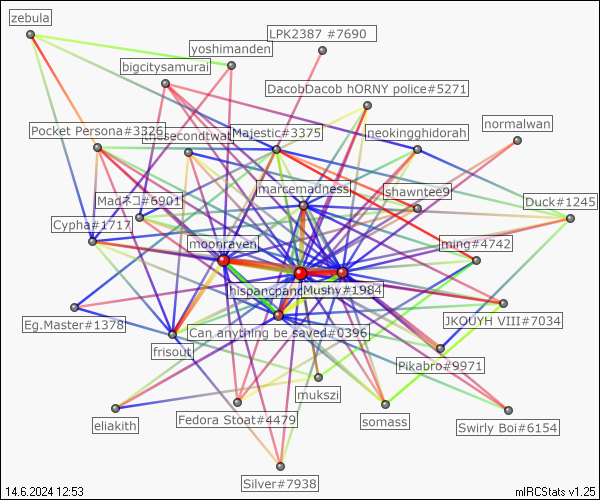 zebula
LPK2387 #7690
yoshimanden
bigcitysamurai
DacobDacob hORNY police#5271
normalwan
Pocket Persona#3326
Majestic#3375
neokingghidorah
marcemadness
shawntee9
Madネコ#6901
Duck#1245
Cypha#1717
moonraven
ming#4742
Mushy#1984
Can anything be saved#0396
JKOUYH VIII#7034
Eg.Master#1378
frisout
Pikabro#9971
mukszi
eliakith
Fedora Stoat#4479
somass
Swirly Boi#6154
Silver#7938
14.6.2024 12:53
mIRCStats v1.25